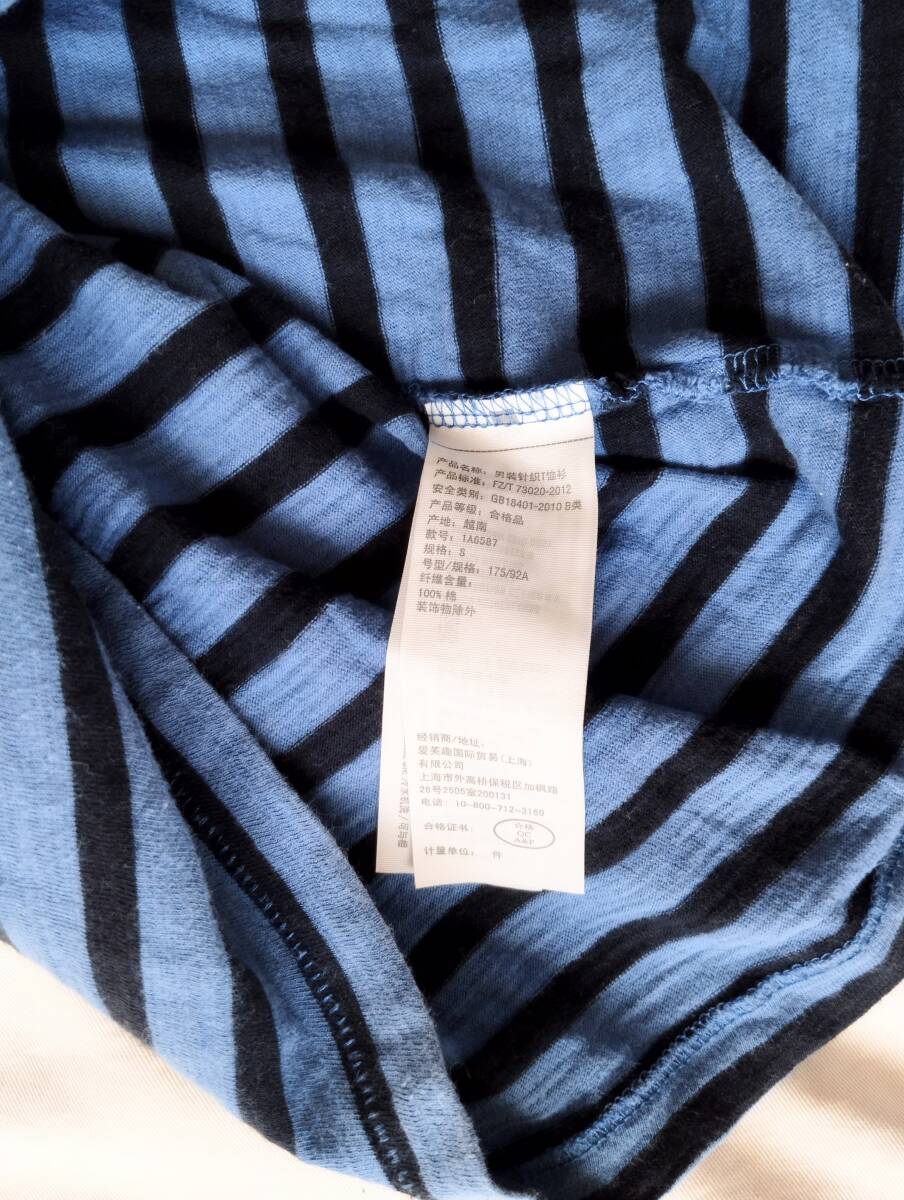 产品名称: 男装针织T恤衫
产品标准: FZ/T 73020-2012
安全类别: GB18401-2010 B类
产品等级: 合格品
产地: 越南
款号: 1A6587
规格: S
号型/规格: 175/92A
纤维含量:
100% 棉
装饰物除外
经销商/地址:
爱芙趣国际贸易(上海)
有限公司
上海市外高桥保税区加枫路
26号2505室200131
电话: 10-800-712-3169
合格证书:
合格
QC
A&F
计量单位: 件